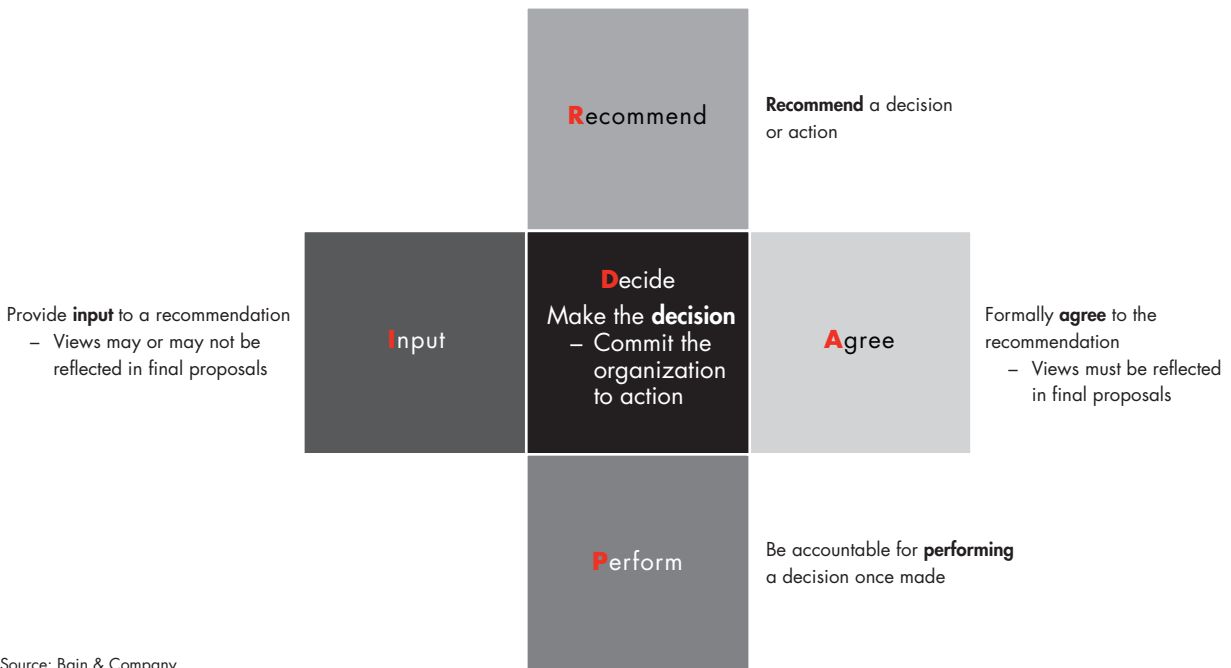 Recommend
Recommend a decision
or action
Provide input to a recommendation
– Views may or may not be
reflected in final proposals
Input
Decide
Make the decision
– Commit the
organization
to action
Agree
Formally agree to the
recommendation
– Views must be reflected
in final proposals
Perform
Be accountable for performing
a decision once made
Source: Bain & Company